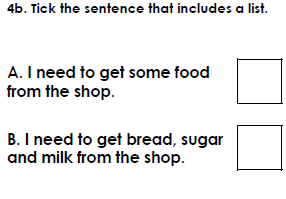 4b. Tick the sentence that includes a list.
A. I need to get some food
from the shop.
B. I need to get bread, sugar
and milk from the shop.